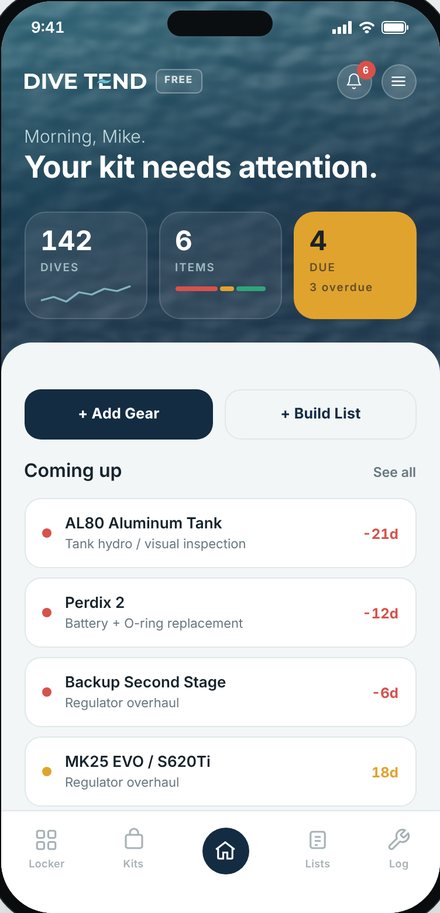 9:41
DIVE TEND FREE
6
Morning, Mike.
Your kit needs attention.
142
DIVES
6
ITEMS
4
DUE
3 overdue
+ Add Gear
+ Build List
Coming up
See all
AL80 Aluminum Tank
Tank hydro / visual inspection
-21d
Perdix 2
Battery + O-ring replacement
-12d
Backup Second Stage
Regulator overhaul
-6d
MK25 EVO / S620Ti
Regulator overhaul
18d
Locker
Kits
Lists
Log